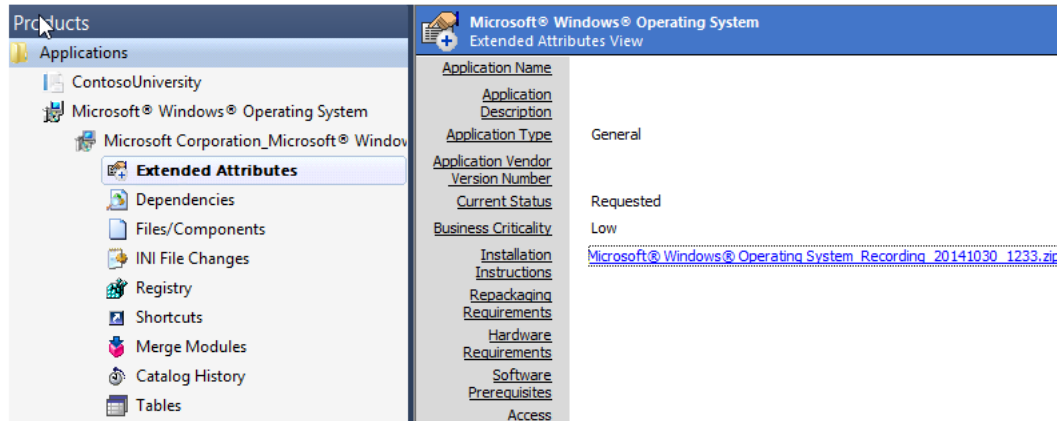 Products
Applications
ContosoUniversity
Microsoft® Windows® Operating System
Microsoft Corporation_Microsoft® Window
Extended Attributes
Dependencies
Files/Components
INI File Changes
Registry
Shortcuts
Merge Modules
Catalog History
Tables
Microsoft® Windows® Operating System
Extended Attributes View
Application Name
Application
Description
Application Type General
Application Vendor
Version Number
Current Status Requested
Business Criticality Low
Installation Microsoft® Windows® Operating System_Recording_20141030_1233.zip
Instructions
Repackaging
Requirements
Hardware
Requirements
Software
Prerequisites
Access